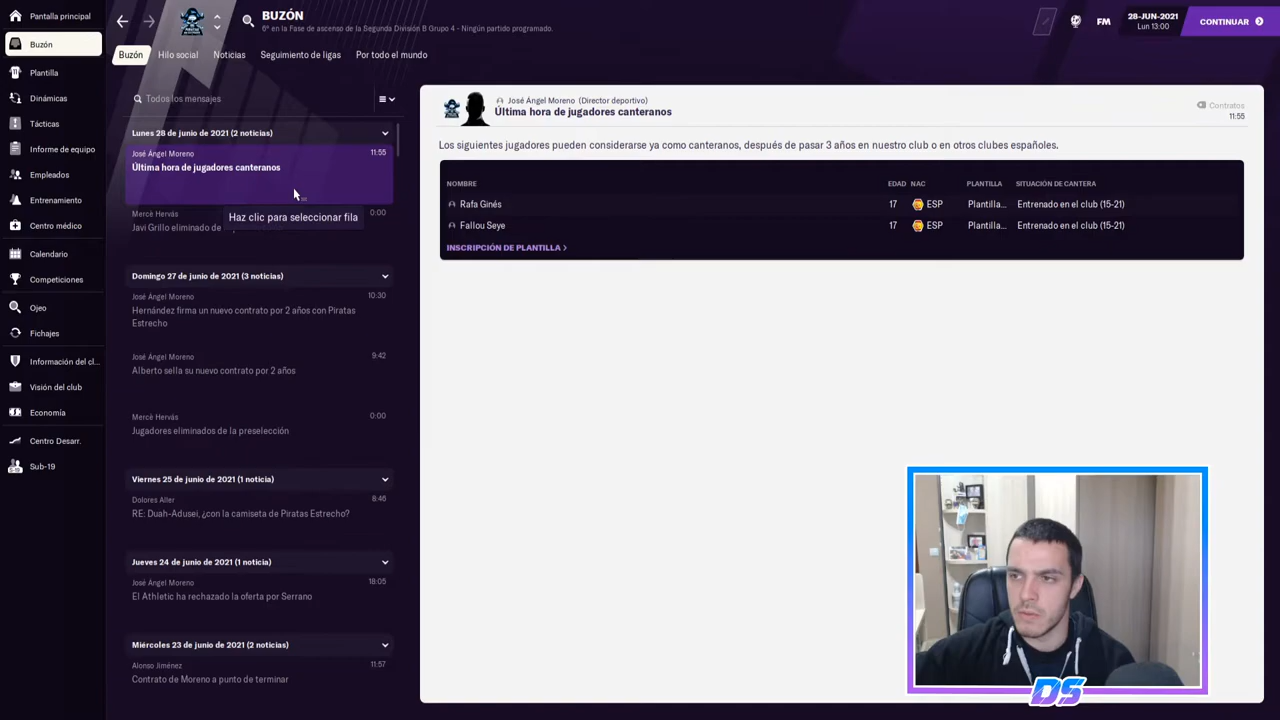 Pantalla principal
Buzón
Plantilla
Dinámicas
Tácticas
Informe de equipo
Empleados
Entrenamiento
Centro médico
Calendario
Competiciones
Ojeo
Fichajes
Información del cl...
Visión del club
Economía
Centro Desarr.
Sub-19
BUZÓN
6º en la Fase de ascenso de la Segunda División B Grupo 4 - Ningún partido programado.
FM
28-JUN-2021
Lun 13:00
CONTINUAR
Buzón
Hilo social
Noticias
Seguimiento de ligas
Por todo el mundo
Todos los mensajes
Lunes 28 de junio de 2021 (2 noticias)
José Ángel Moreno
11:55
Última hora de jugadores canteranos
Haz clic para seleccionar fila
Mercè Hervás
0:00
Javi Grillo eliminado de
Domingo 27 de junio de 2021 (3 noticias)
José Ángel Moreno
10:30
Hernández firma un nuevo contrato por 2 años con Piratas
Estrecho
José Ángel Moreno
9:42
Alberto sella su nuevo contrato por 2 años
Mercè Hervás
0:00
Jugadores eliminados de la preselección
Viernes 25 de junio de 2021 (1 noticia)
Dolores Aller
8:46
RE: Duah-Adusei, ¿con la camiseta de Piratas Estrecho?
Jueves 24 de junio de 2021 (1 noticia)
José Ángel Moreno
18:05
El Athletic ha rechazado la oferta por Serrano
Miércoles 23 de junio de 2021 (2 noticias)
Alonso Jiménez
11:57
Contrato de Moreno a punto de terminar
José Ángel Moreno (Director deportivo)
Última hora de jugadores canteranos
Contratos
11:55
Los siguientes jugadores pueden considerarse ya como canteranos, después de pasar 3 años en nuestro club o en otros clubes españoles.
NOMBRE EDAD NAC PLANTILLA SITUACIÓN DE CANTERA
Rafa Ginés 17 ESP Plantilla... Entrenado en el club (15-21)
Fallou Seye 17 ESP Plantilla... Entrenado en el club (15-21)
INSCRIPCIÓN DE PLANTILLA >
DS